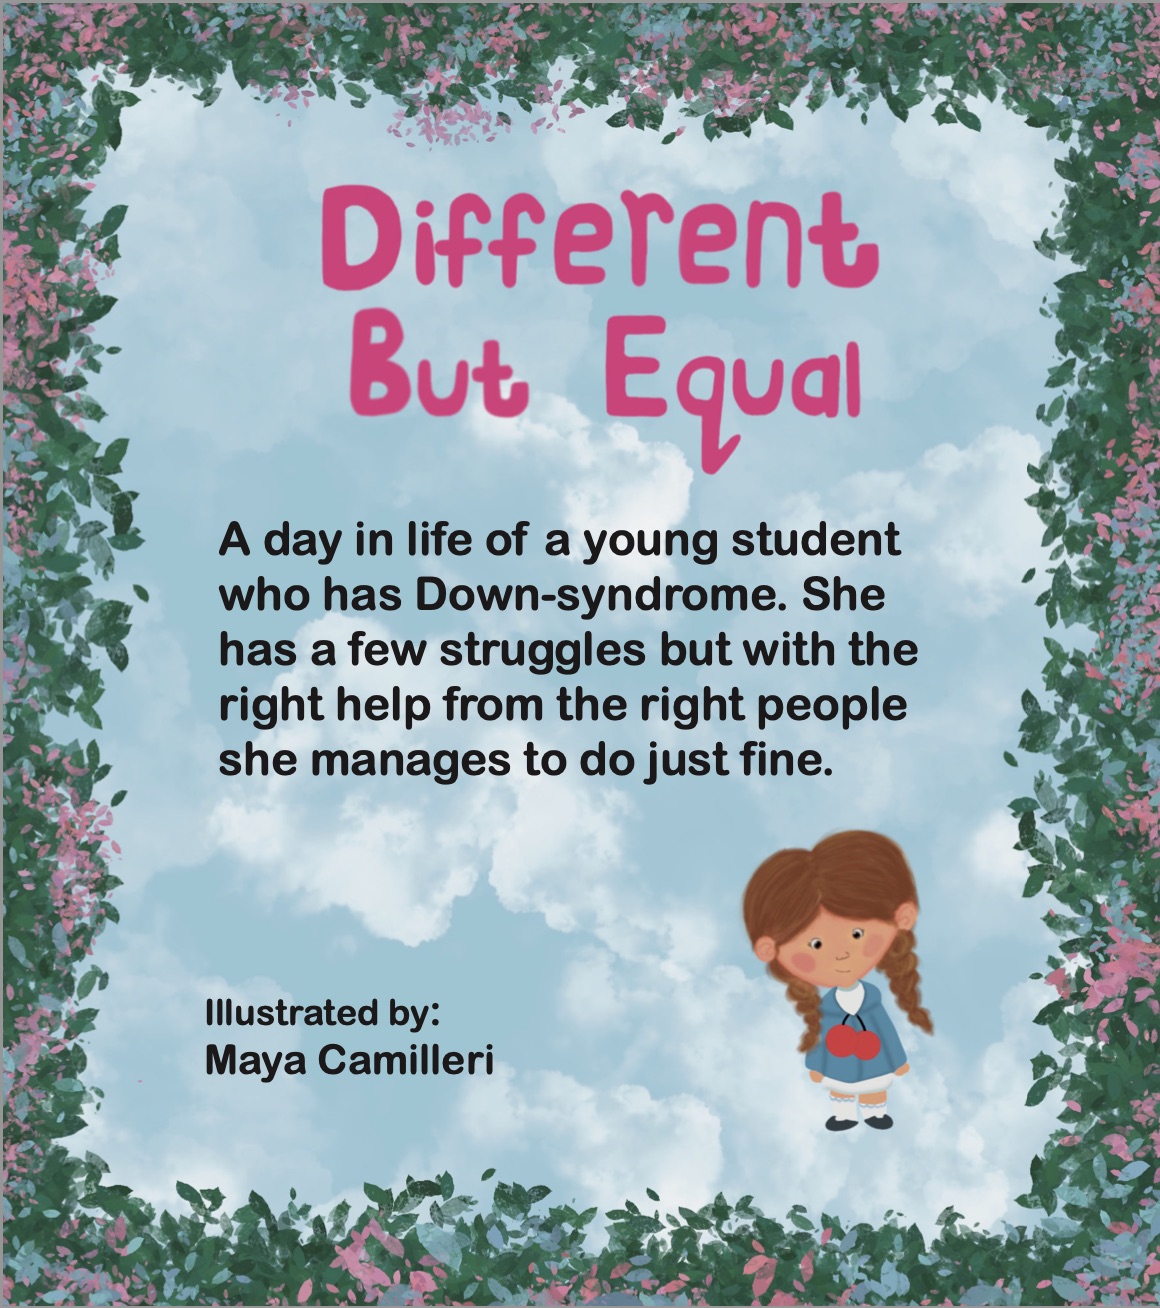 Different
But Equal
A day in life of a young student
who has Down-syndrome. She
has a few struggles but with the
right help from the right people
she manages to do just fine.
Illustrated by:
Maya Camilleri